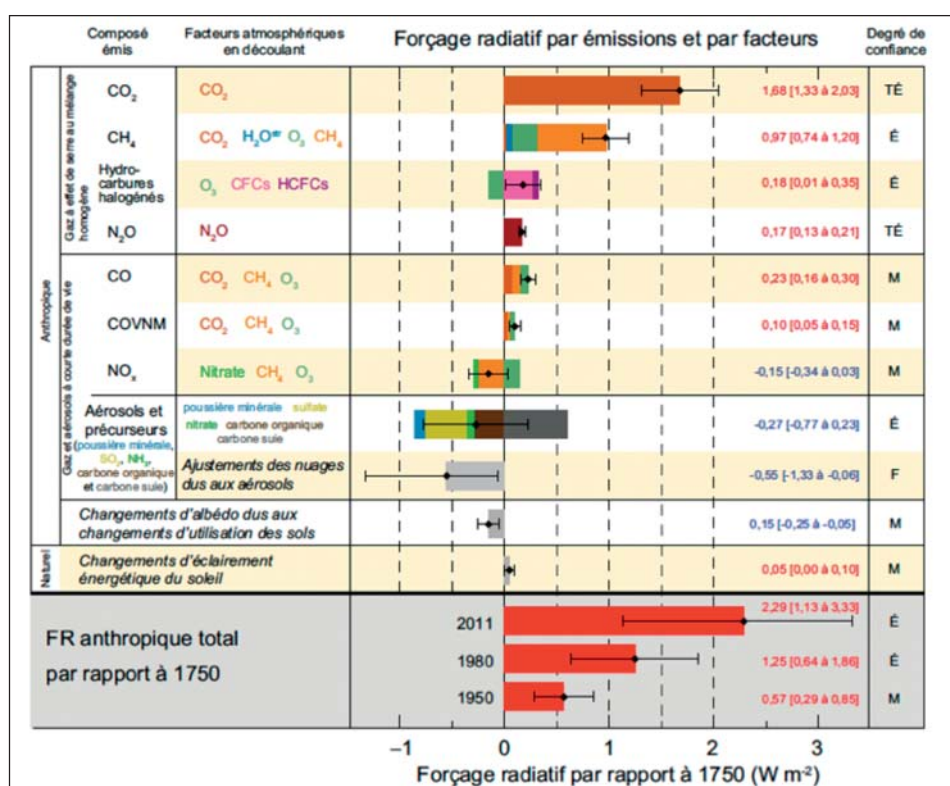 Composé émis
Facteurs atmosphériques en découlant
Forçage radiatif par émissions et par facteurs
Degré de confiance
Anthropique
Gaz à effet de serre au mélange homogène
CO₂
CO₂
1,68 [1,33 à 2,03]
TÉ
CH₄
CO₂ H₂Oˢᵗʳ O₃ CH₄
0,97 [0,74 à 1,20]
É
Hydro-
carbures
halogénés
O₃ CFCs HCFCs
0,18 [0,01 à 0,35]
É
N₂O
N₂O
0,17 [0,13 à 0,21]
TÉ
Gaz et aérosols à courte durée de vie
CO
CO₂ CH₄ O₃
0,23 [0,16 à 0,30]
M
COVNM
CO₂ CH₄ O₃
0,10 [0,05 à 0,15]
M
NOₓ
Nitrate CH₄ O₃
-0,15 [-0,34 à 0,03]
M
Aérosols et
précurseurs
(poussière minérale,
SO₂, NH₃,
carbone organique
et carbone suie)
poussière minérale sulfate
nitrate carbone organique
carbone suie
-0,27 [-0,77 à 0,23]
É
Ajustements des nuages
dus aux aérosols
-0,55 [-1,33 à -0,06]
F
Changements d'albédo dus aux
changements d'utilisation des sols
0,15 [-0,25 à -0,05]
M
Naturel
Changements d'éclairement
énergétique du soleil
0,05 [0,00 à 0,10]
M
FR anthropique total
par rapport à 1750
2011
2,29 [1,13 à 3,33]
É
1980
1,25 [0,64 à 1,86]
É
1950
0,57 [0,29 à 0,85]
M
–1 0 1 2 3
Forçage radiatif par rapport à 1750 (W m⁻²)